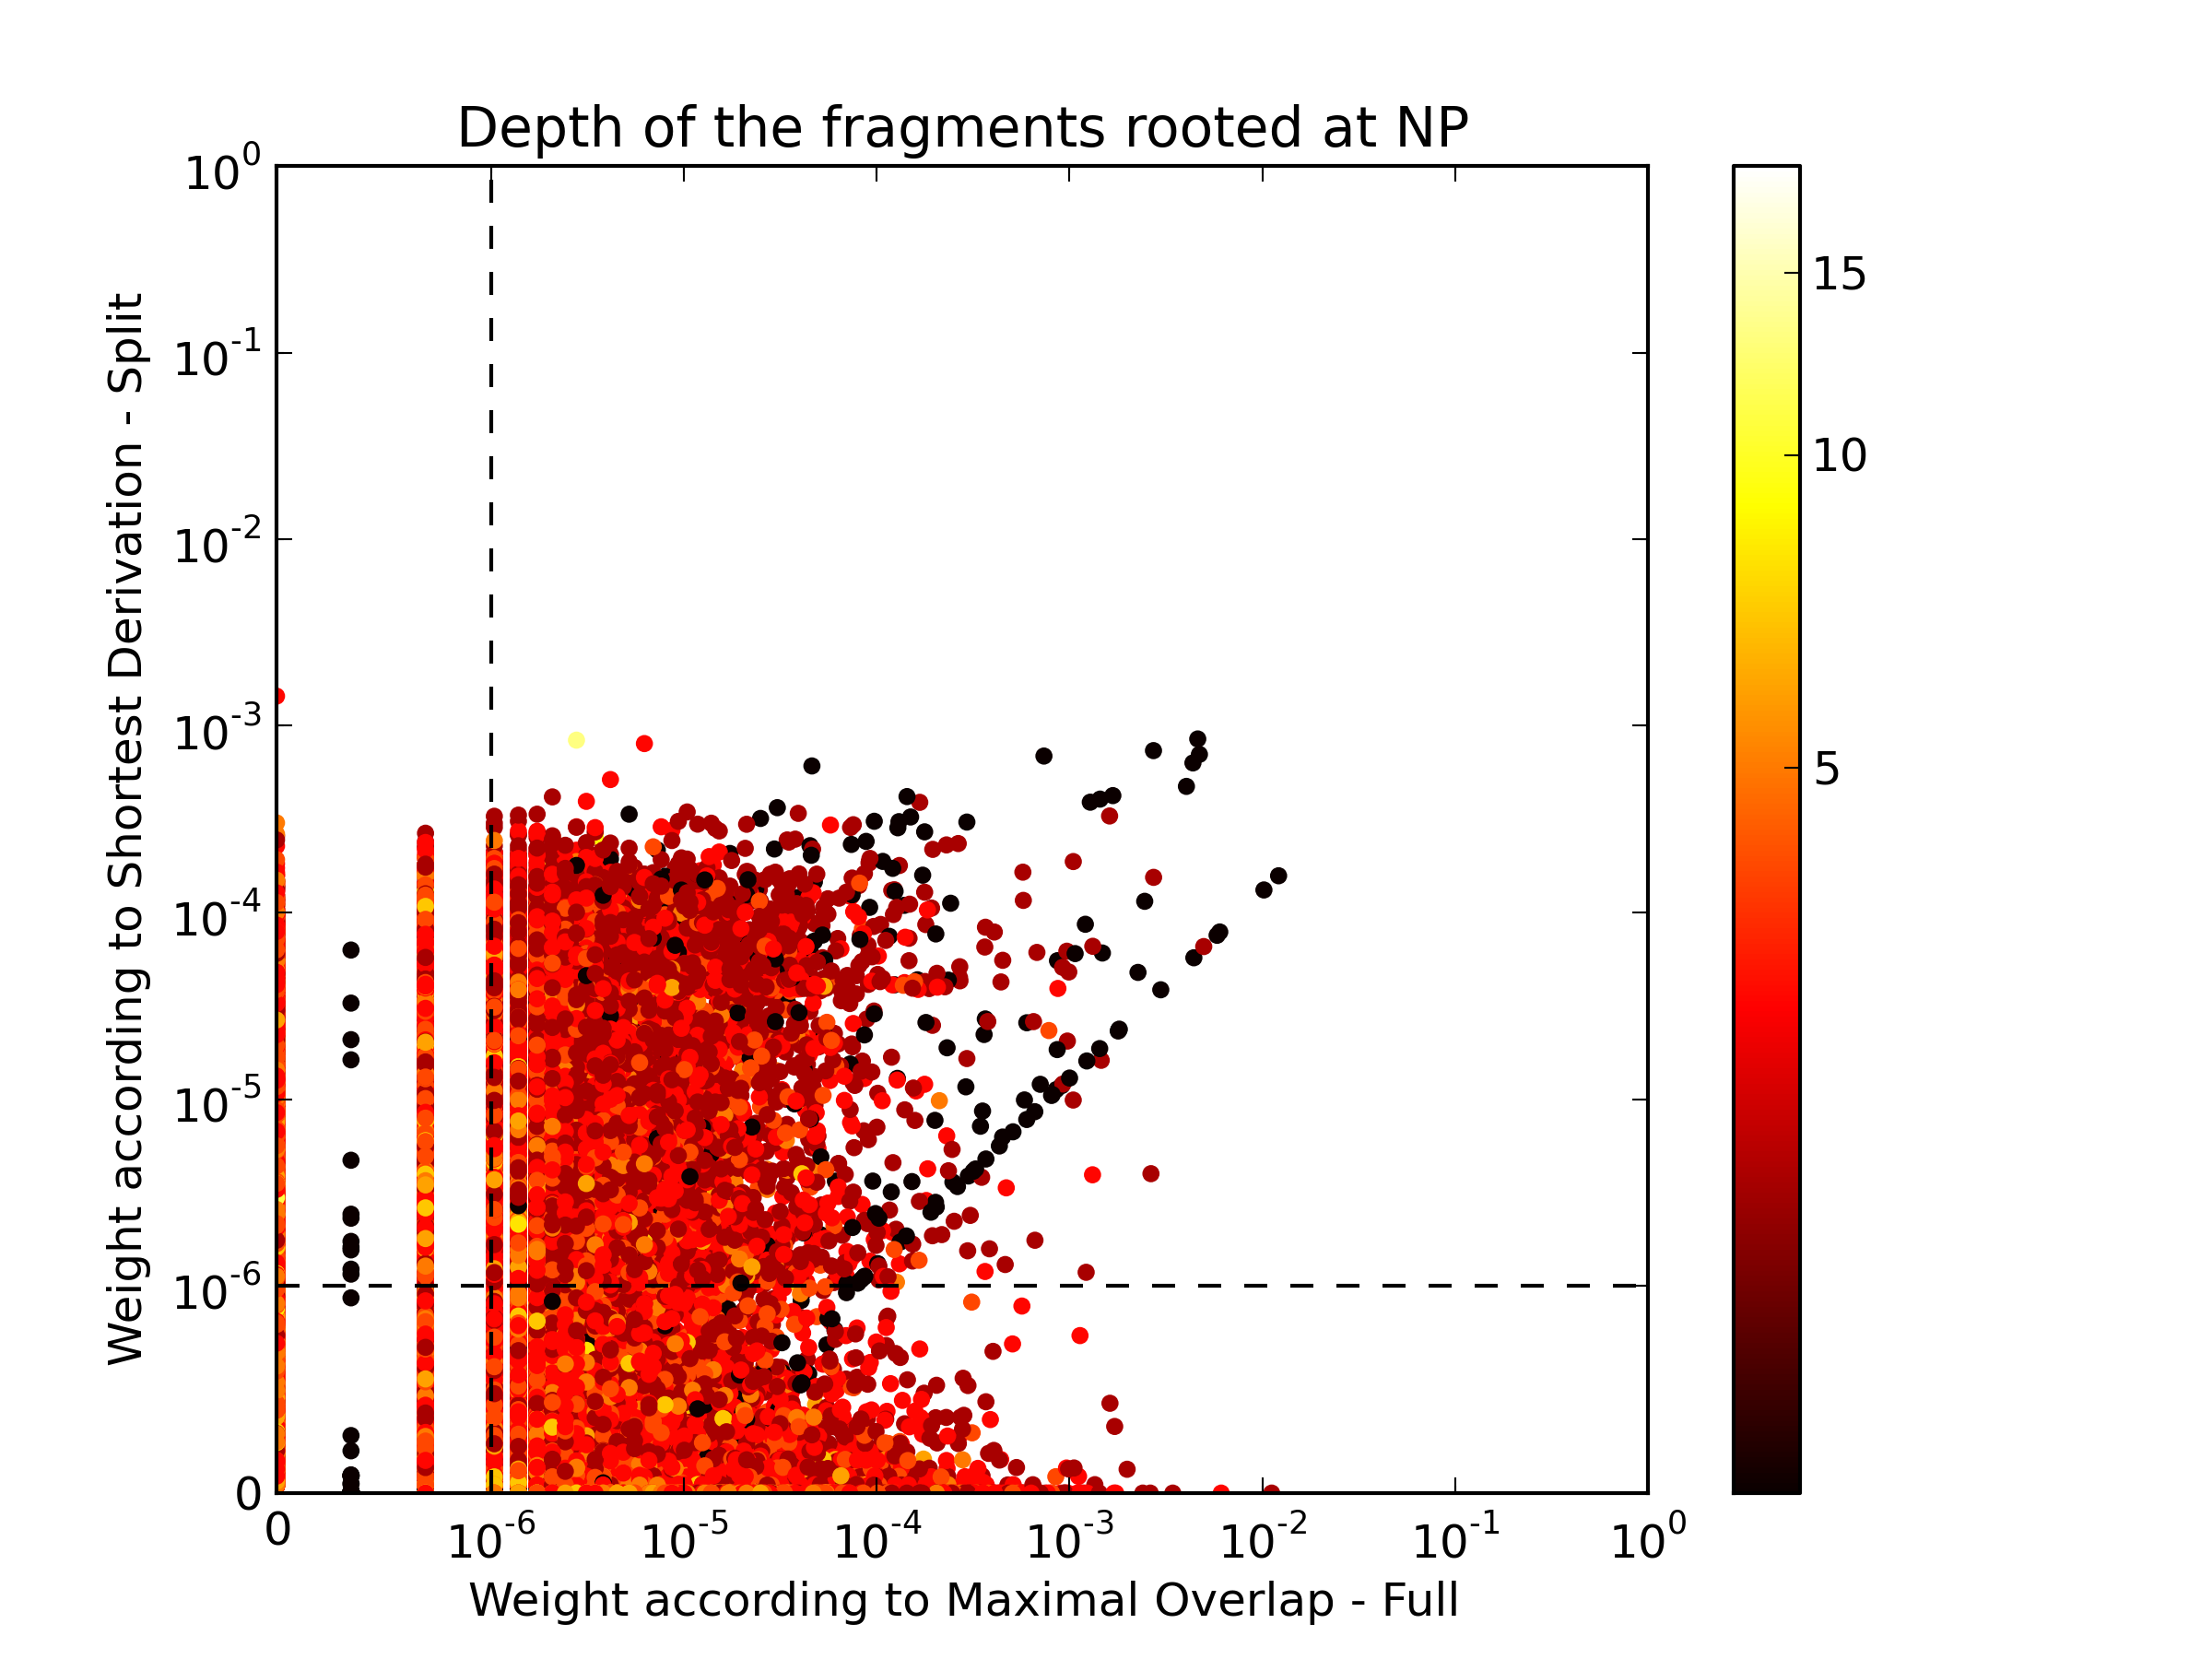 Depth of the fragments rooted at NP
Weight according to Shortest Derivation - Split
10^0
10^-1
10^-2
10^-3
10^-4
10^-5
10^-6
0
0 10^-6 10^-5 10^-4 10^-3 10^-2 10^-1 10^0
Weight according to Maximal Overlap - Full
15
10
5